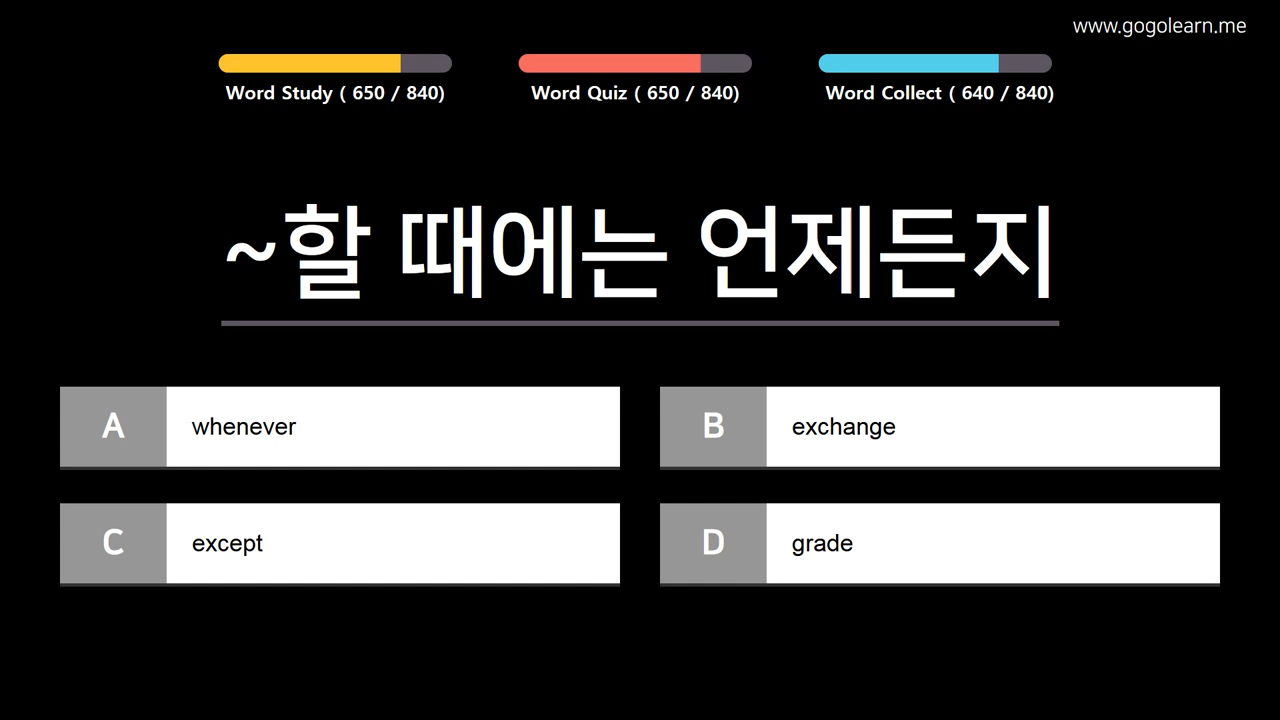 www.gogolearn.me
Word Study ( 650 / 840)
Word Quiz ( 650 / 840)
Word Collect ( 640 / 840)
~할 때에는 언제든지
A whenever
B exchange
C except
D grade